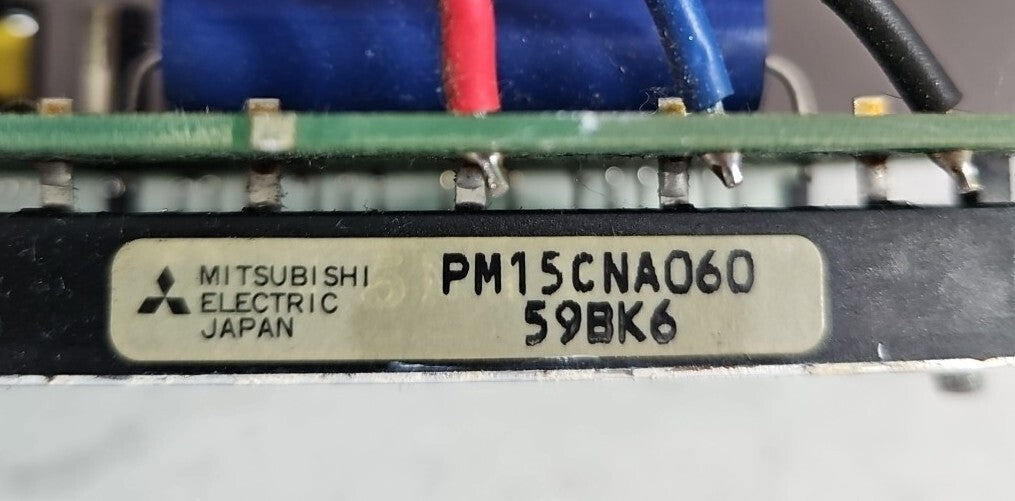 MITSUBISHI
ELECTRIC
JAPAN
PM15CNA060
59BK6